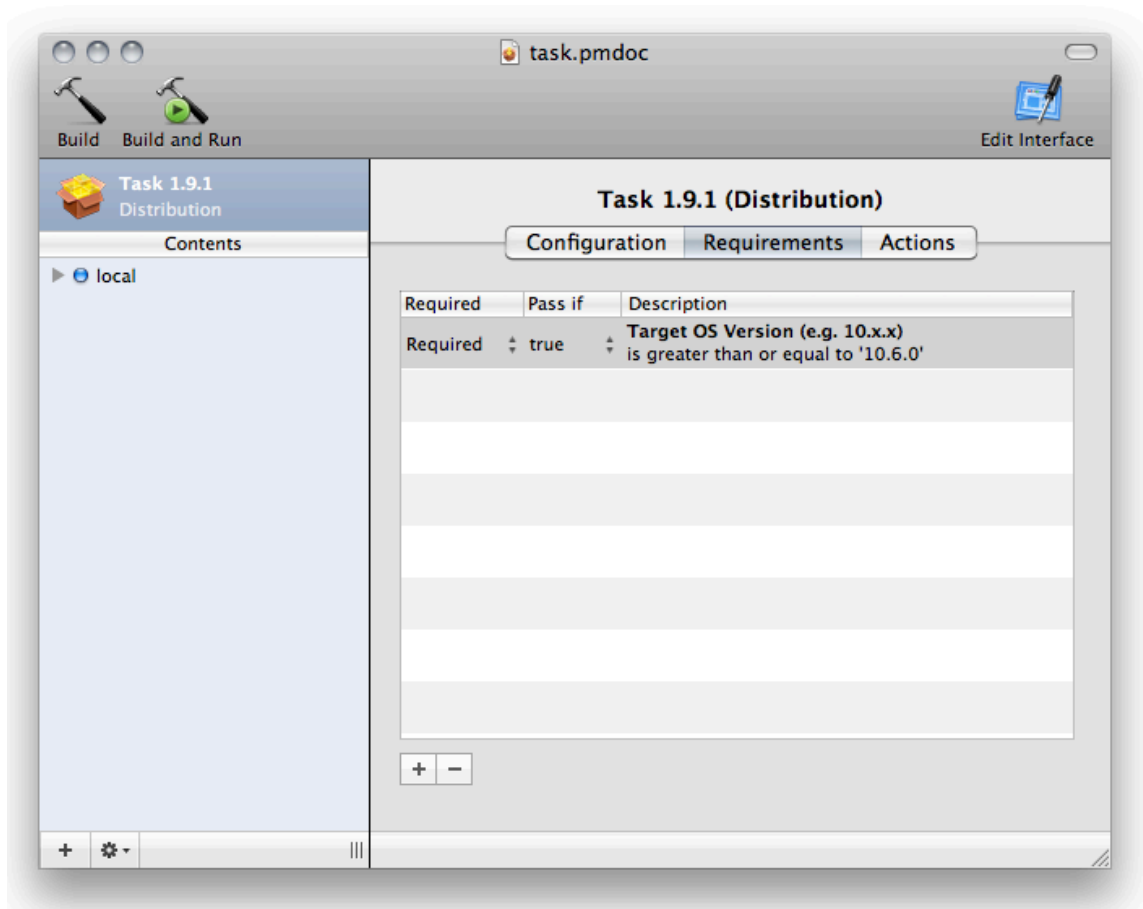 task.pmdoc
Build
Build and Run
Edit Interface
Task 1.9.1
Distribution
Contents
local
Task 1.9.1 (Distribution)
Configuration
Requirements
Actions
Required
Pass if
Description
Required
true
Target OS Version (e.g. 10.x.x)
is greater than or equal to '10.6.0'